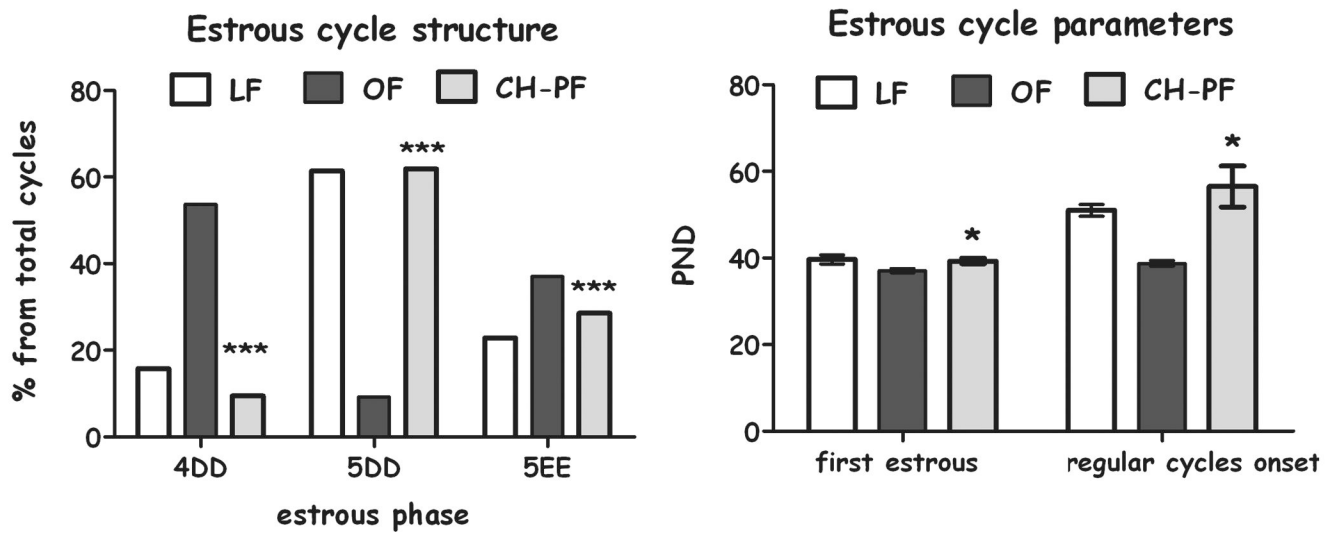 Estrous cycle structure
LF OF CH-PF
% from total cycles
80
60
40
20
0
***
***
***
4DD 5DD 5EE
estrous phase
Estrous cycle parameters
LF OF CH-PF
PND
80
60
40
20
0
*
*
first estrous regular cycles onset